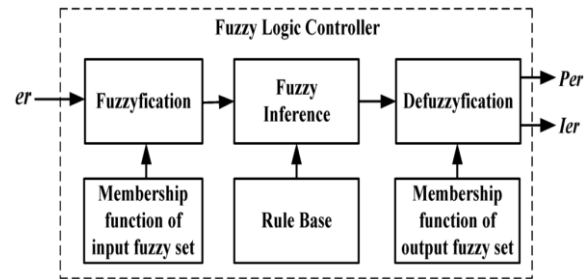 Fuzzy Logic Controller
er
Fuzzyfication
Fuzzy
Inference
Defuzzyfication
Per
Ier
Membership
function of
input fuzzy set
Rule Base
Membership
function of
output fuzzy set